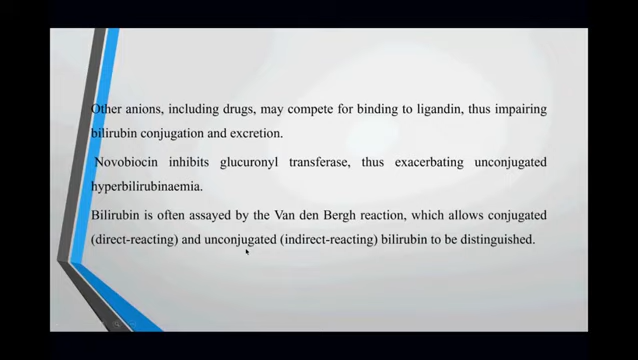 Other anions, including drugs, may compete for binding to ligandin, thus impairing
bilirubin conjugation and excretion.
Novobiocin inhibits glucuronyl transferase, thus exacerbating unconjugated
hyperbilirubinaemia.
Bilirubin is often assayed by the Van den Bergh reaction, which allows conjugated
(direct-reacting) and unconjugated (indirect-reacting) bilirubin to be distinguished.